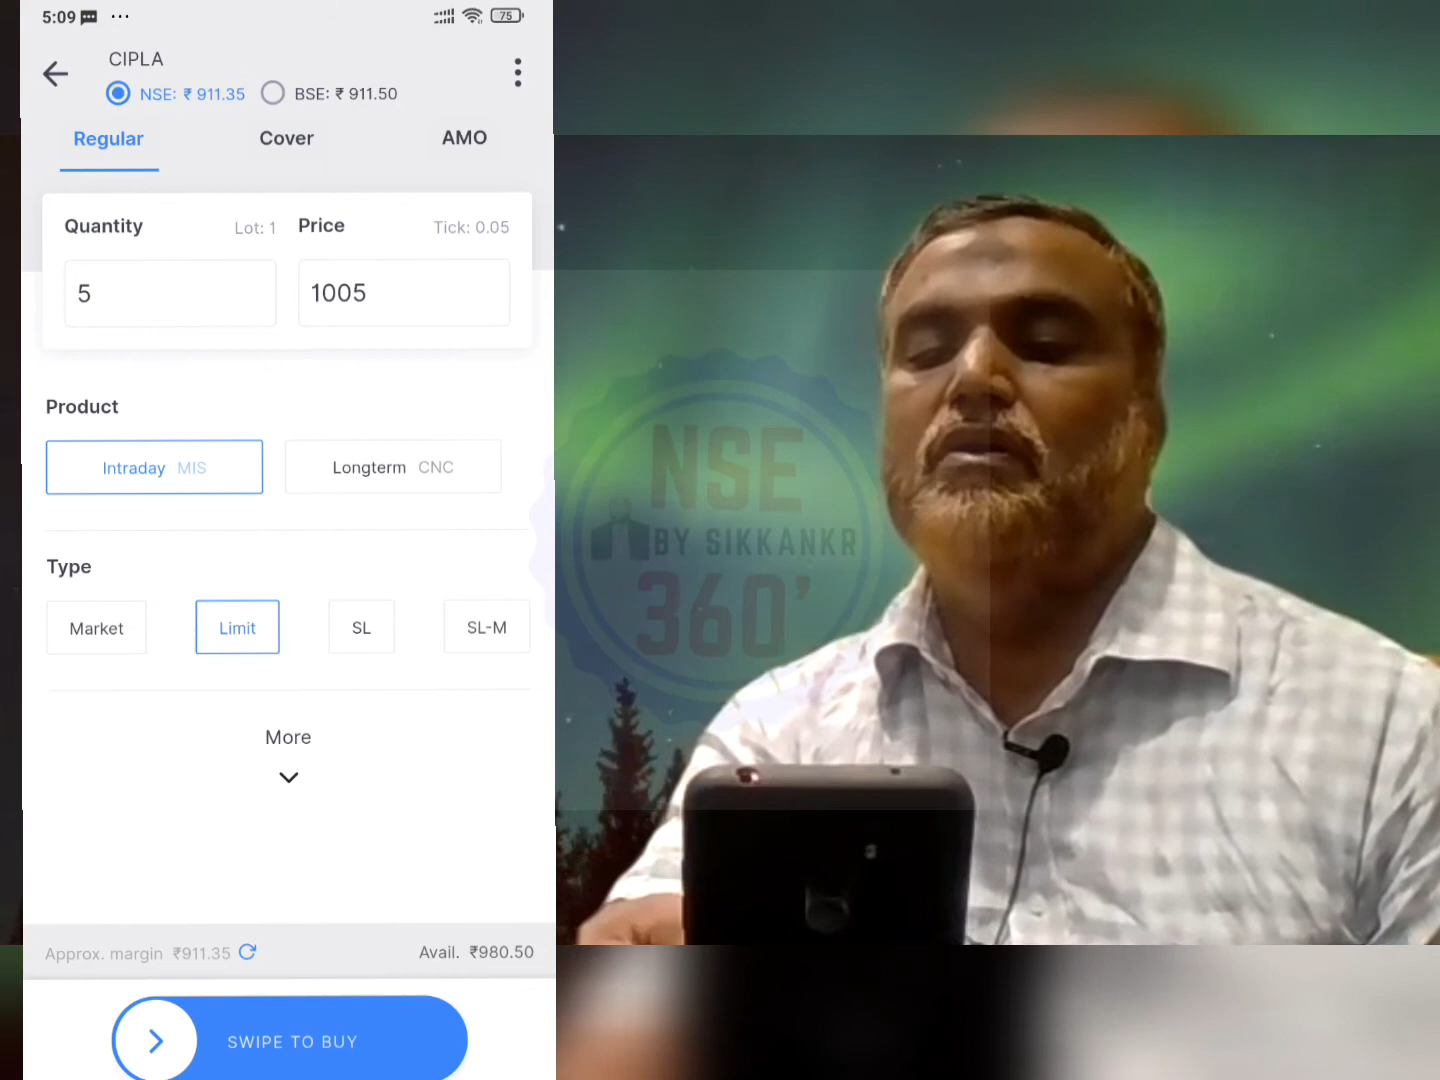 5:09 ...
75
CIPLA
NSE: ₹ 911.35 BSE: ₹ 911.50
Regular Cover AMO
Quantity Lot: 1 Price Tick: 0.05
5 1005
Product
Intraday MIS Longterm CNC
Type
Market Limit SL SL-M
More
Approx. margin ₹911.35 Avail. ₹980.50
SWIPE TO BUY
NSE
BY SIKKANKR
360'